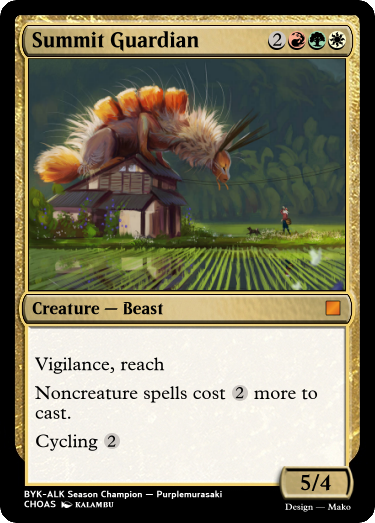 Summit Guardian 2
Creature — Beast
Vigilance, reach
Noncreature spells cost 2 more to
cast.
Cycling 2
5/4
BYK-ALK Season Champion — Purplemurasaki
CHOAS KALAMBU Design — Mako